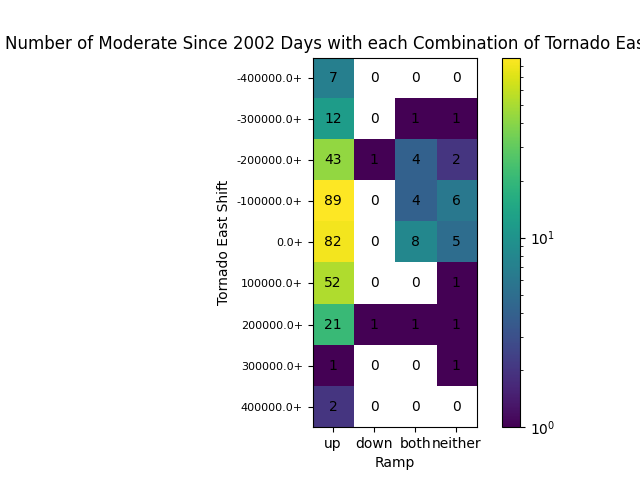 Number of Moderate Since 2002 Days with each Combination of Tornado Eas
-400000.0+ 7 0 0 0
-300000.0+ 12 0 1 1
-200000.0+ 43 1 4 2
-100000.0+ 89 0 4 6
0.0+ 82 0 8 5
100000.0+ 52 0 0 1
200000.0+ 21 1 1 1
300000.0+ 1 0 0 1
400000.0+ 2 0 0 0
up down both neither
Ramp
Tornado East Shift
10^1
10^0